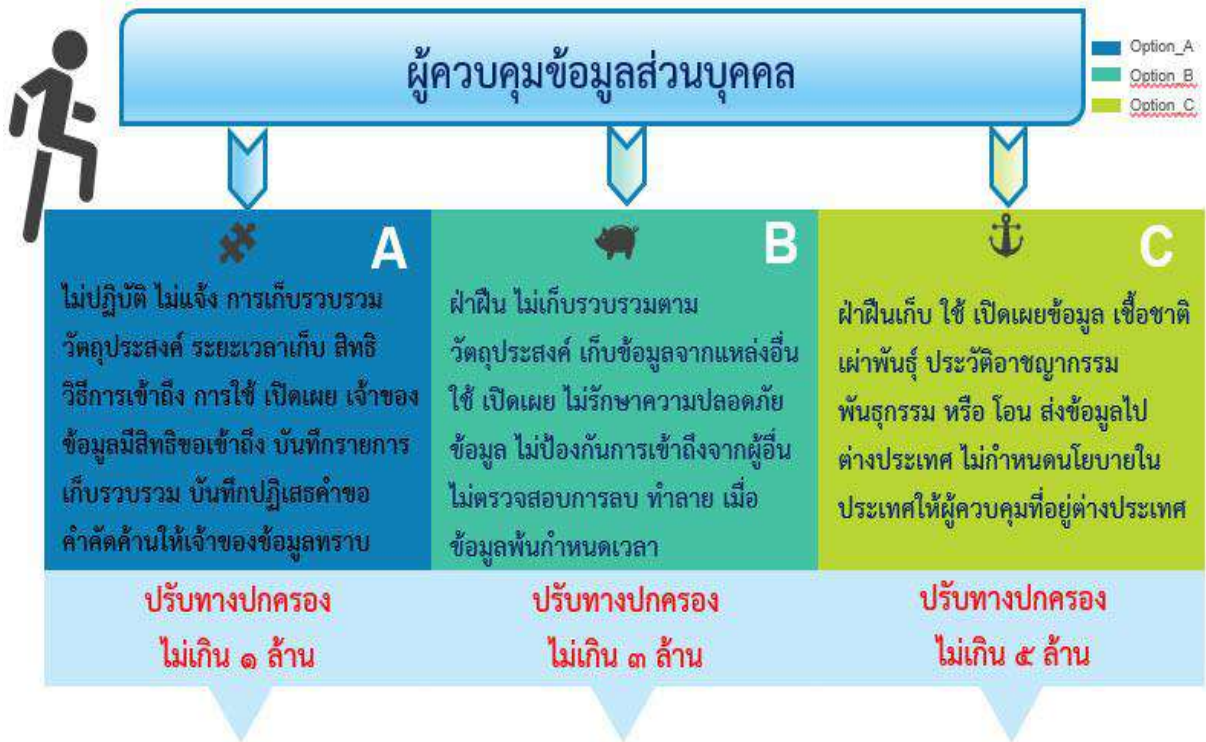 ผู้ควบคุมข้อมูลส่วนบุคคล
Option_A
Option_B
Option_C
A
ไม่ปฏิบัติ ไม่แจ้ง การเก็บรวบรวม
วัตถุประสงค์ ระยะเวลาเก็บ สิทธิ
วิธีการเข้าถึง การใช้ เปิดเผย เจ้าของ
ข้อมูลมีสิทธิขอเข้าถึง บันทึกรายการ
เก็บรวบรวม บันทึกปฏิเสธคำขอ
คำคัดค้านให้เจ้าของข้อมูลทราบ
ปรับทางปกครอง
ไม่เกิน ๑ ล้าน
B
ฝ่าฝืน ไม่เก็บรวบรวมตาม
วัตถุประสงค์ เก็บข้อมูลจากแหล่งอื่น
ใช้ เปิดเผย ไม่รักษาความปลอดภัย
ข้อมูล ไม่ป้องกันการเข้าถึงจากผู้อื่น
ไม่ตรวจสอบการลบ ทำลาย เมื่อ
ข้อมูลพ้นกำหนดเวลา
ปรับทางปกครอง
ไม่เกิน ๓ ล้าน
C
ฝ่าฝืนเก็บ ใช้ เปิดเผยข้อมูล เชื้อชาติ
เผ่าพันธุ์ ประวัติอาชญากรรม
พันธุกรรม หรือ โอน ส่งข้อมูลไป
ต่างประเทศ ไม่กำหนดนโยบายใน
ประเทศให้ผู้ควบคุมที่อยู่ต่างประเทศ
ปรับทางปกครอง
ไม่เกิน ๕ ล้าน